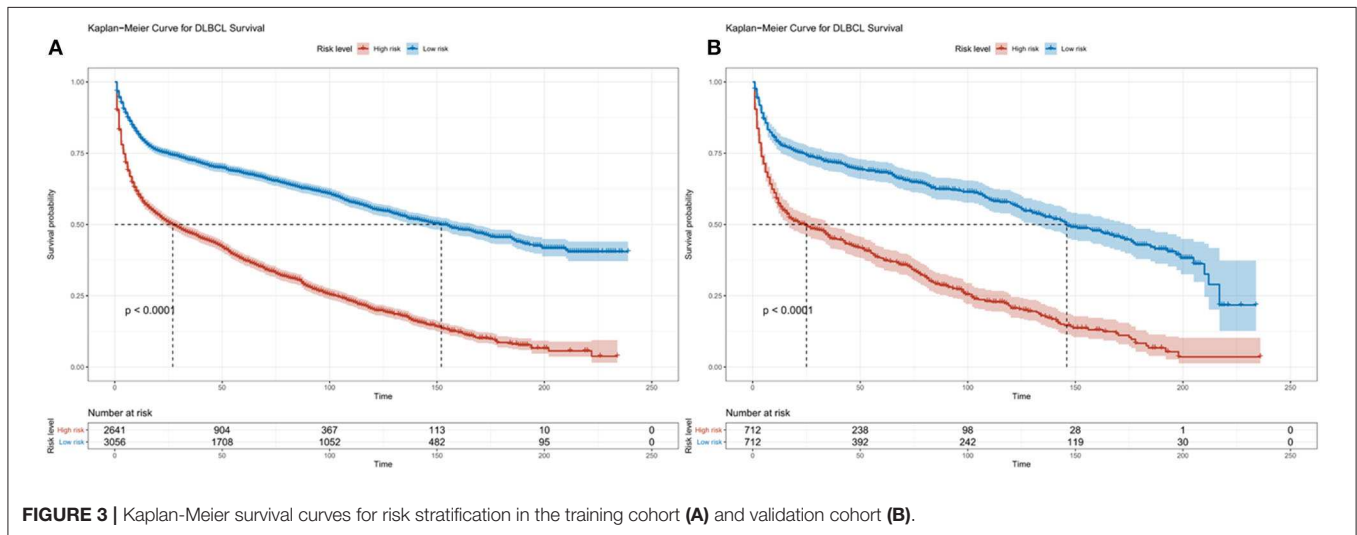 Kaplan−Meier Curve for DLBCL Survival
A
Risk level High risk Low risk
1.00
0.75
0.50
0.25
0.00
Survival probability
p < 0.0001
0 50 100 150 200 250
Time
Number at risk
Risk level
High risk 2641 904 367 113 10 0
Low risk 3056 1708 1052 482 95 0
0 50 100 150 200 250
Time
Kaplan−Meier Curve for DLBCL Survival
B
Risk level High risk Low risk
1.00
0.75
0.50
0.25
0.00
Survival probability
p < 0.0001
0 50 100 150 200 250
Time
Number at risk
Risk level
High risk 712 238 98 28 1 0
Low risk 712 392 242 119 30 0
0 50 100 150 200 250
Time
FIGURE 3 | Kaplan-Meier survival curves for risk stratification in the training cohort (A) and validation cohort (B).